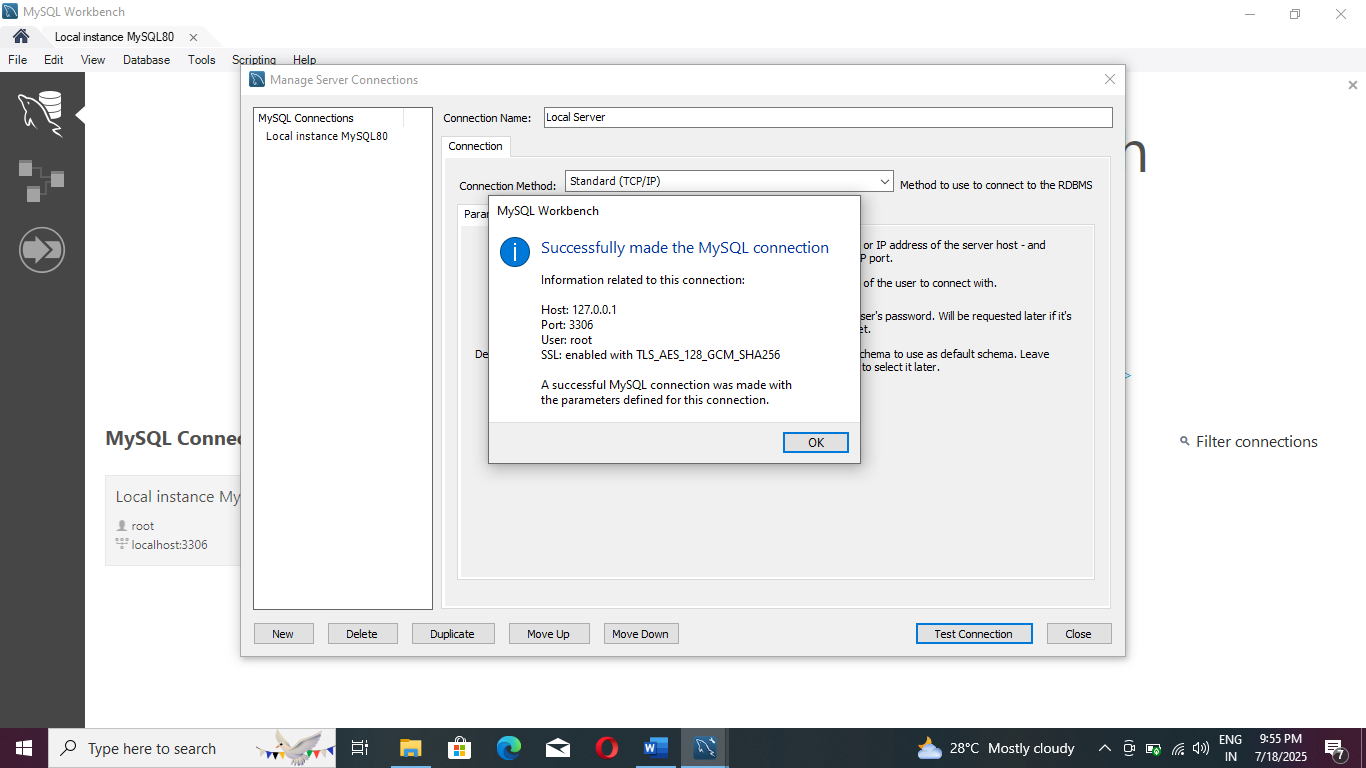 MySQL Workbench
Local instance MySQL80
File Edit View Database Tools Scripting Help
Manage Server Connections
MySQL Connections
Local instance MySQL80
Connection Name: Local Server
Connection
Connection Method: Standard (TCP/IP) Method to use to connect to the RDBMS
or IP address of the server host - and
port.
of the user to connect with.
password. Will be requested later if it's
to use as default schema. Leave
to select it later.
MySQL Workbench
Successfully made the MySQL connection
Information related to this connection:
Host: 127.0.0.1
Port: 3306
User: root
SSL: enabled with TLS_AES_128_GCM_SHA256
A successful MySQL connection was made with
the parameters defined for this connection.
OK
New Delete Duplicate Move Up Move Down Test Connection Close
MySQL
Filter connections
Local instance
root
localhost:3306
Type here to search
28°C Mostly cloudy
ENG
IN
9:55 PM
7/18/2025
7